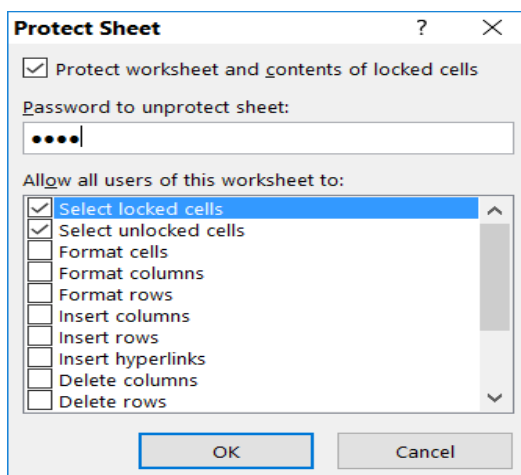 Protect Sheet ?
Protect worksheet and contents of locked cells
Password to unprotect sheet:
••••
Allow all users of this worksheet to:
Select locked cells
Select unlocked cells
Format cells
Format columns
Format rows
Insert columns
Insert rows
Insert hyperlinks
Delete columns
Delete rows
OK Cancel